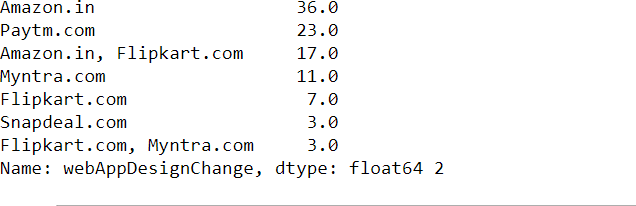 Amazon.in 36.0
Paytm.com 23.0
Amazon.in, Flipkart.com 17.0
Myntra.com 11.0
Flipkart.com 7.0
Snapdeal.com 3.0
Flipkart.com, Myntra.com 3.0
Name: webAppDesignChange, dtype: float64 2